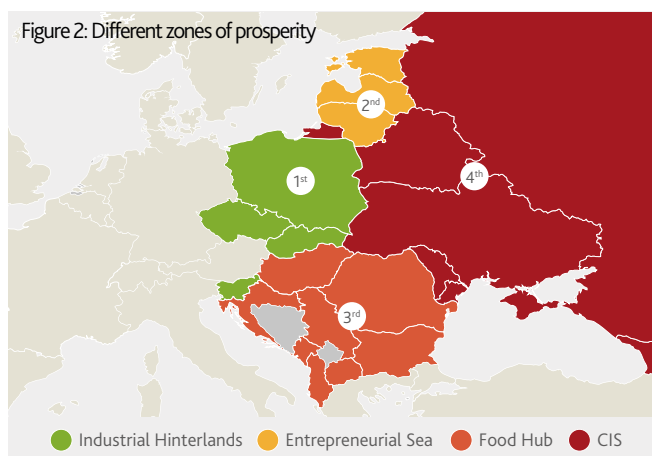 Figure 2: Different zones of prosperity
2nd
1st
4th
3rd
Industrial Hinterlands
Entrepreneurial Sea
Food Hub
CIS